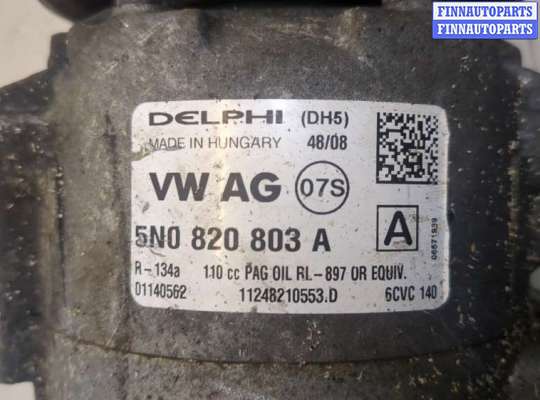 FINNAUTOPARTS
FINNAUTOPARTS
DELPHI (DH5)
MADE IN HUNGARY 48/08
VW AG 07S
5N0 820 803 A A
06571939
R-134a 110 cc PAG OIL RL-897 OR EQUIV.
01140562 11248210553.D 6CVC 140